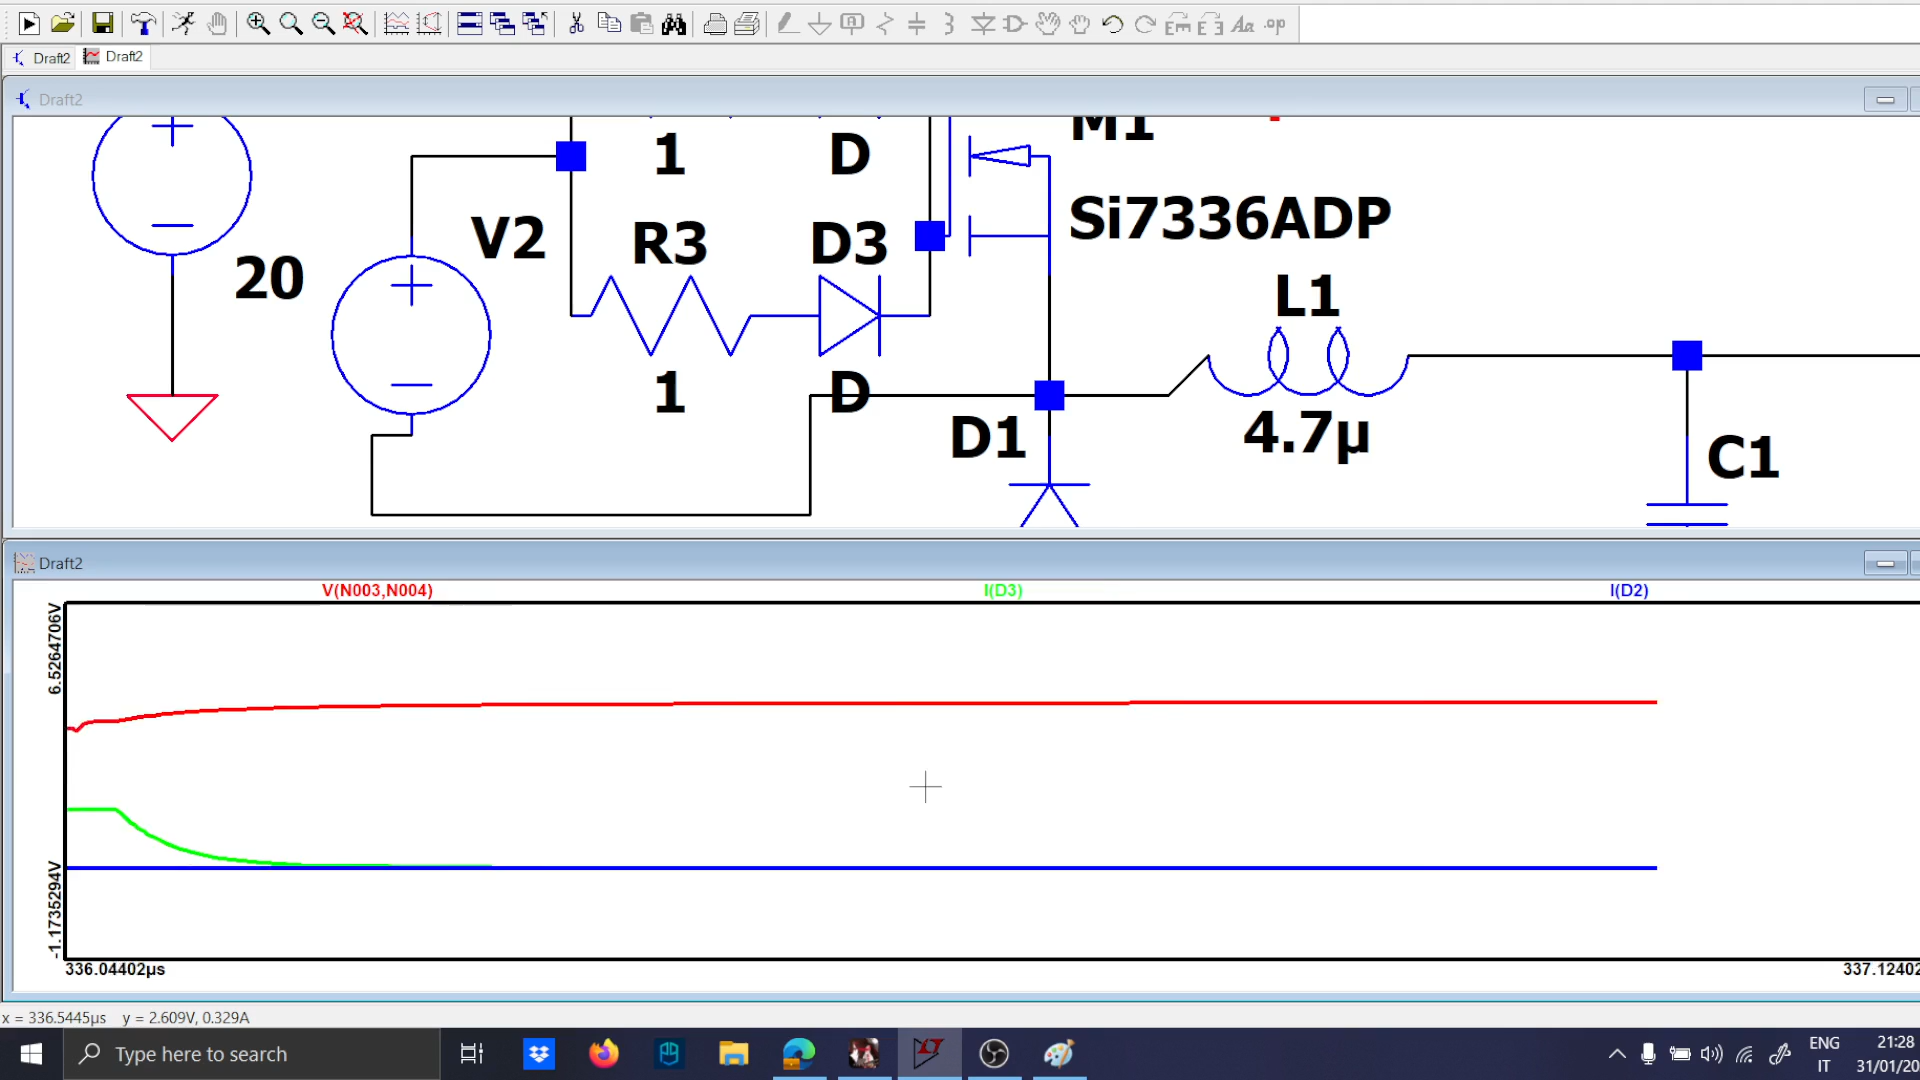 Aa .op
Draft2 Draft2
Draft2
1 D M1
V2 R3 D3 Si7336ADP
20 L1
1 D 4.7µ
D1 C1
Draft2
V(N003,N004) I(D3) I(D2)
6.5264706V
-1.1735294V
336.04402µs 337.12402
x = 336.5445µs y = 2.609V, 0.329A
Type here to search
ENG 21:28
IT 31/01/20